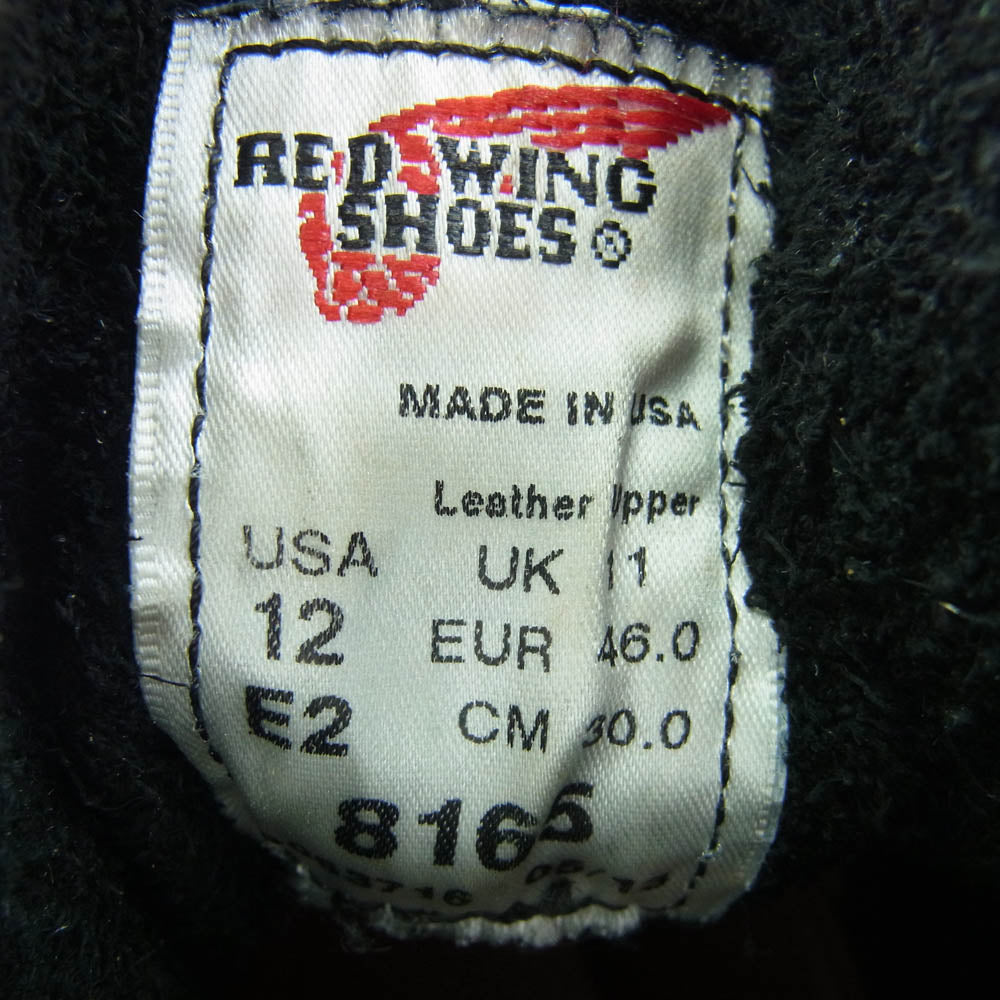 RED WING
SHOES ®
MADE IN USA
Leather Upper
USA UK 11
12 EUR 46.0
E2 CM 30.0
8165